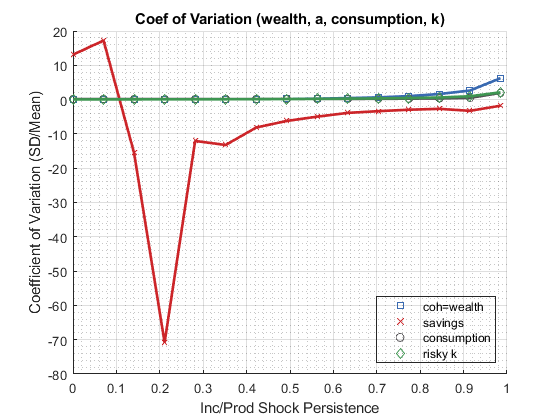 Coef of Variation (wealth, a, consumption, k)
20
10
0
-10
-20
-30
-40
-50
-60
-70
-80
Coefficient of Variation (SD/Mean)
coh=wealth
savings
consumption
risky k
0 0.1 0.2 0.3 0.4 0.5 0.6 0.7 0.8 0.9 1
Inc/Prod Shock Persistence